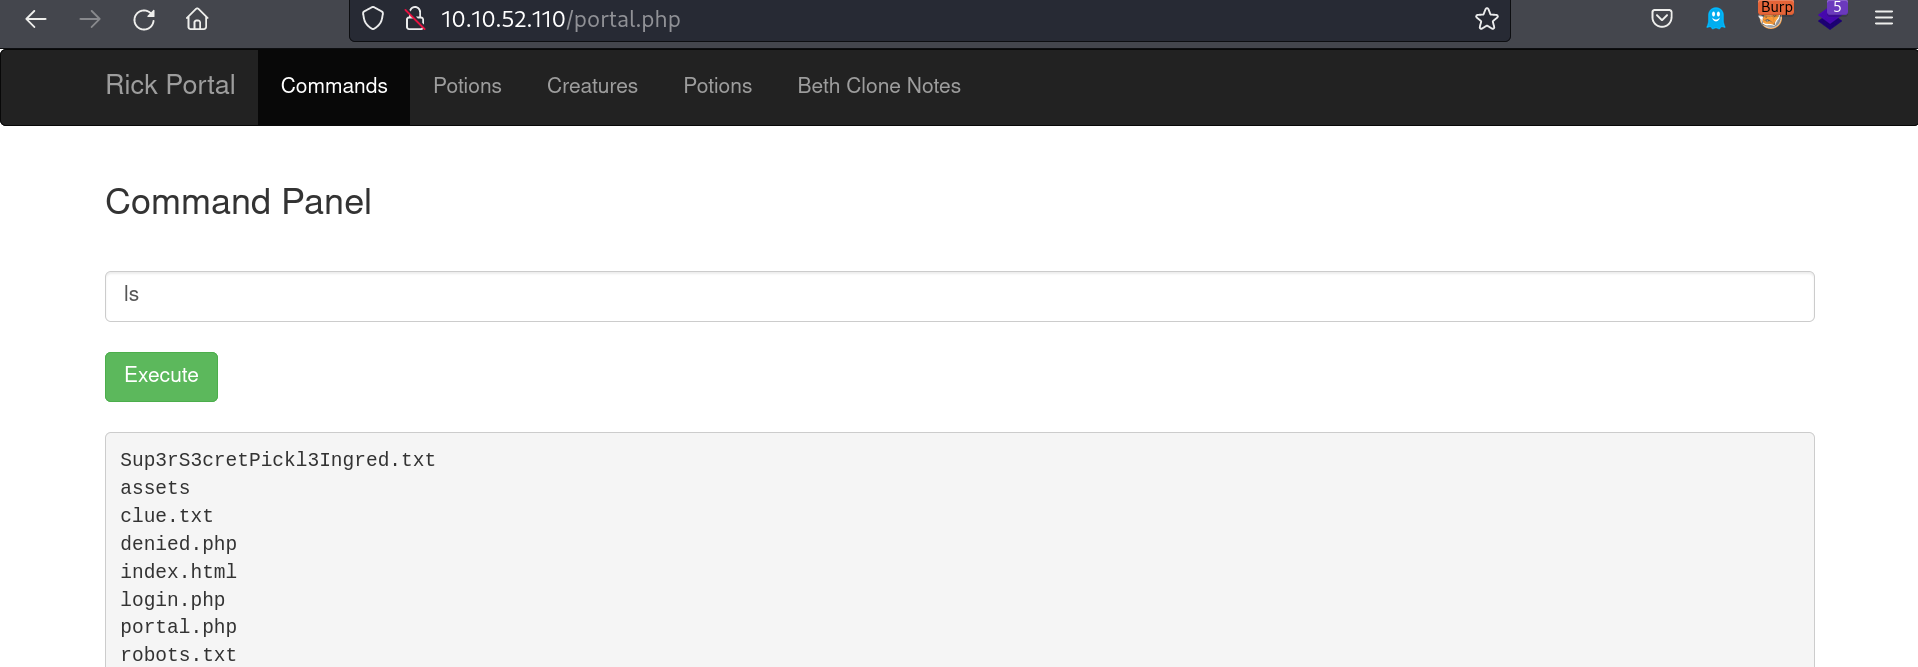 10.10.52.110/portal.php
Burp
5
Rick Portal Commands Potions Creatures Potions Beth Clone Notes
Command Panel
ls
Execute
Sup3rS3cretPickl3Ingred.txt
assets
clue.txt
denied.php
index.html
login.php
portal.php
robots.txt